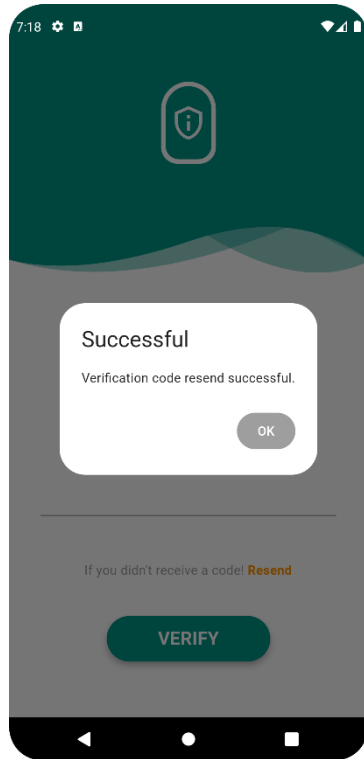 7:18
Successful
Verification code resend successful.
OK
If you didn't receive a code! Resend
VERIFY